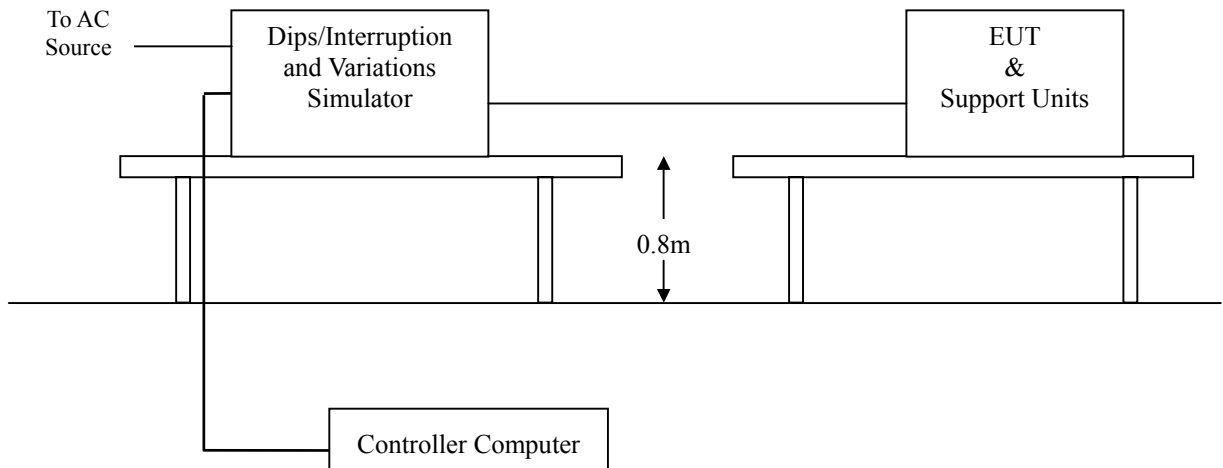 To AC
Source
Dips/Interruption
and Variations
Simulator
EUT
&
Support Units
0.8m
Controller Computer